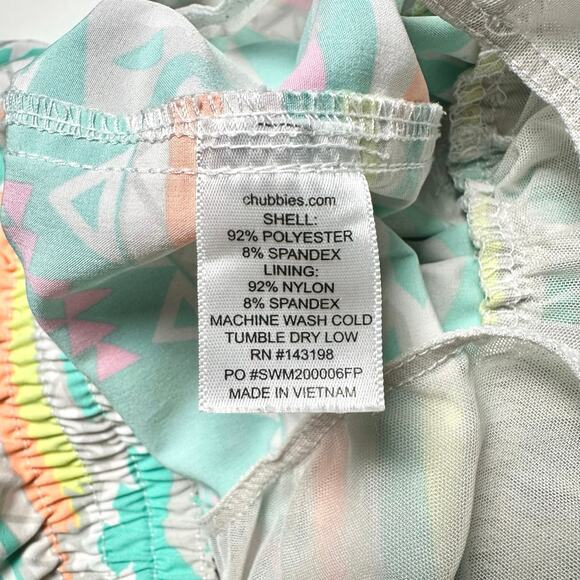 chubbies.com
SHELL:
92% POLYESTER
8% SPANDEX
LINING:
92% NYLON
8% SPANDEX
MACHINE WASH COLD
TUMBLE DRY LOW
RN #143198
PO #SWM200006FP
MADE IN VIETNAM